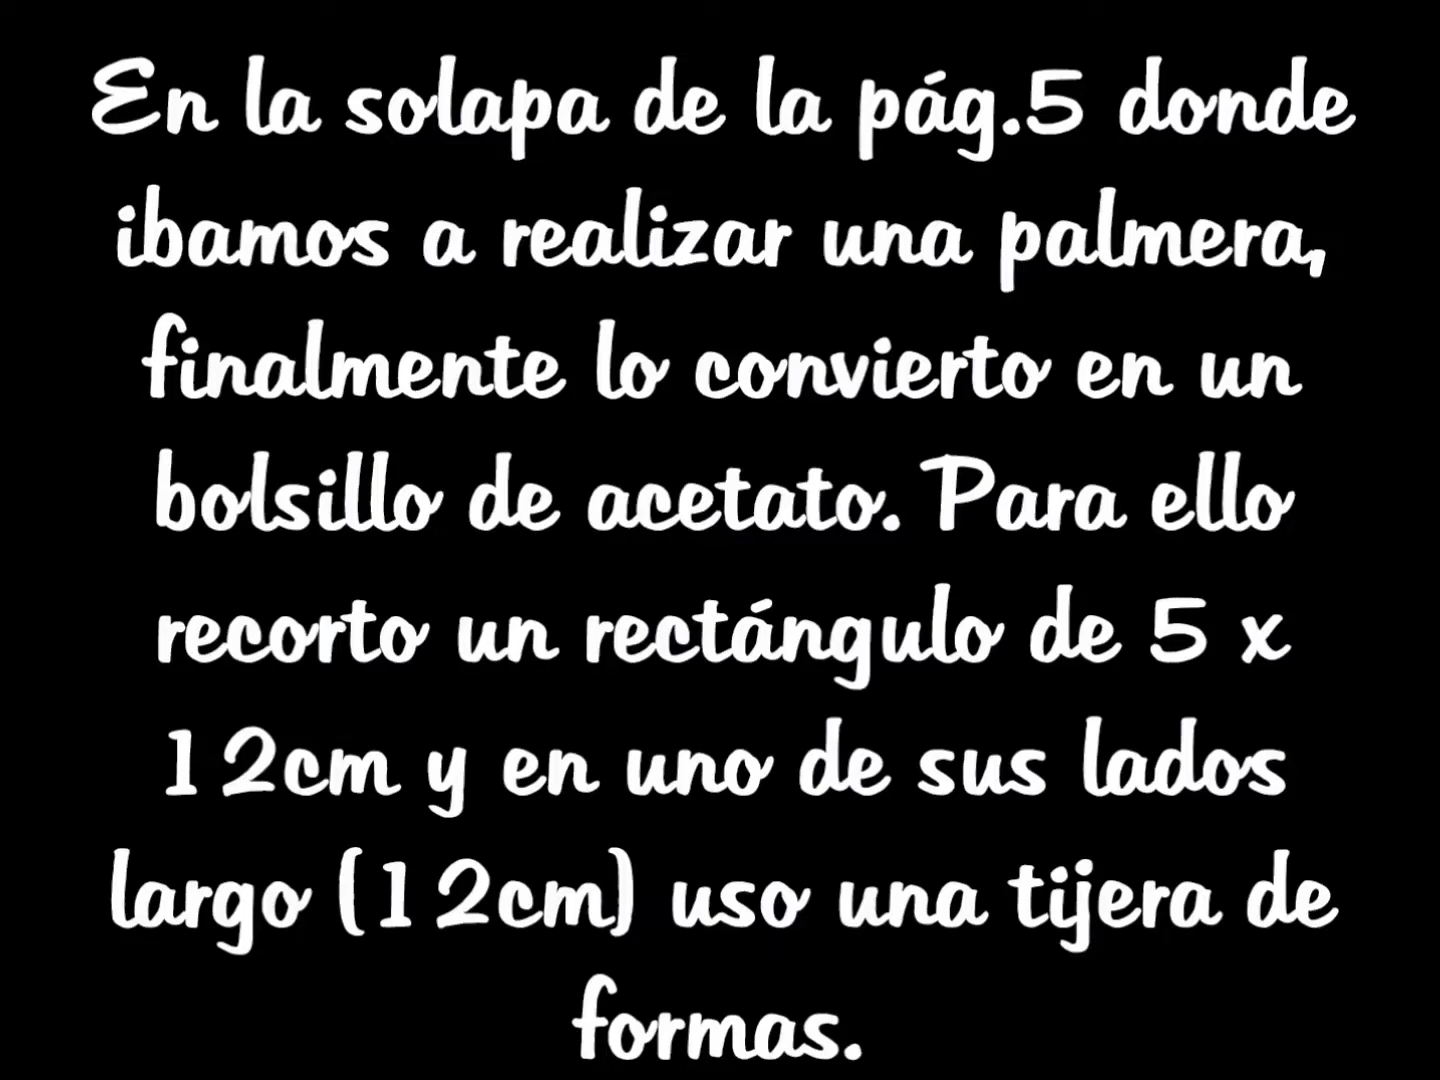 En la solapa de la pág.5 donde
ibamos a realizar una palmera,
finalmente lo convierto en un
bolsillo de acetato. Para ello
recorto un rectángulo de 5 x
12cm y en uno de sus lados
largo (12cm) uso una tijera de
formas.